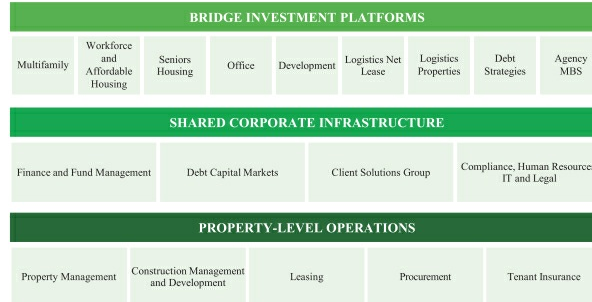 BRIDGE INVESTMENT PLATFORMS
Multifamily
Workforce
and
Affordable
Housing
Seniors
Housing
Office
Development
Logistics Net
Lease
Logistics
Properties
Debt
Strategies
Agency
MBS
SHARED CORPORATE INFRASTRUCTURE
Finance and Fund Management
Debt Capital Markets
Client Solutions Group
Compliance, Human Resources
IT and Legal
PROPERTY-LEVEL OPERATIONS
Property Management
Construction Management
and Development
Leasing
Procurement
Tenant Insurance